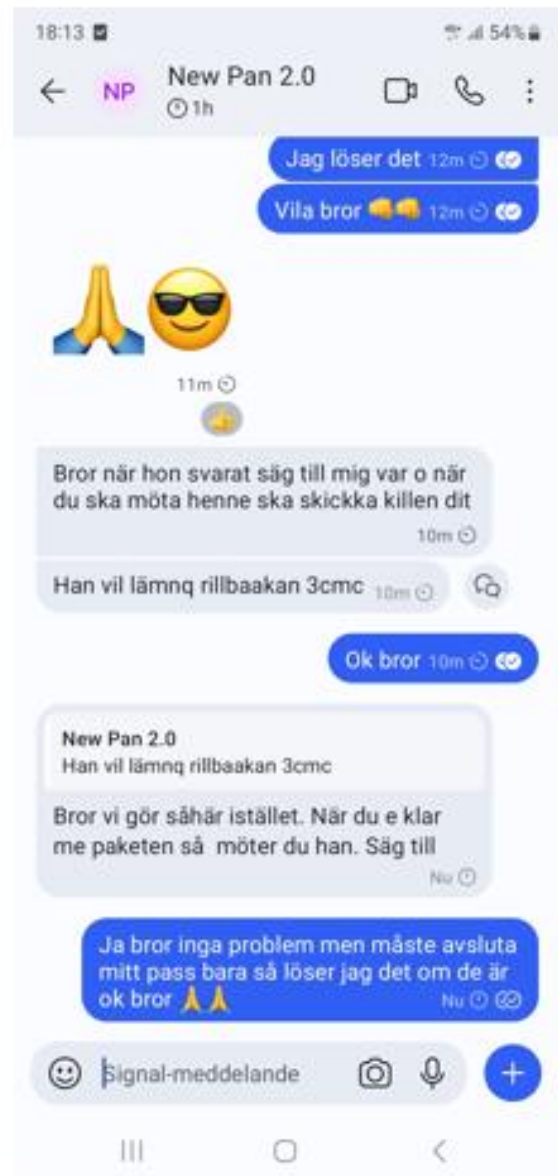 18:13
54%
NP
New Pan 2.0
1h
Jag löser det 12m
Vila bror 👊👊 12m
🙏😎
11m
👍
Bror när hon svarat säg till mig var o när
du ska möta henne ska skickka killen dit
10m
Han vil lämnq rillbaakan 3cmc 10m
Ok bror 10m
New Pan 2.0
Han vil lämnq rillbaakan 3cmc
Bror vi gör såhär istället. När du e klar
me paketen så möter du han. Säg till
Nu
Ja bror inga problem men måste avsluta
mitt pass bara så löser jag det om de är
ok bror 🙏🙏 Nu
Signal-meddelande